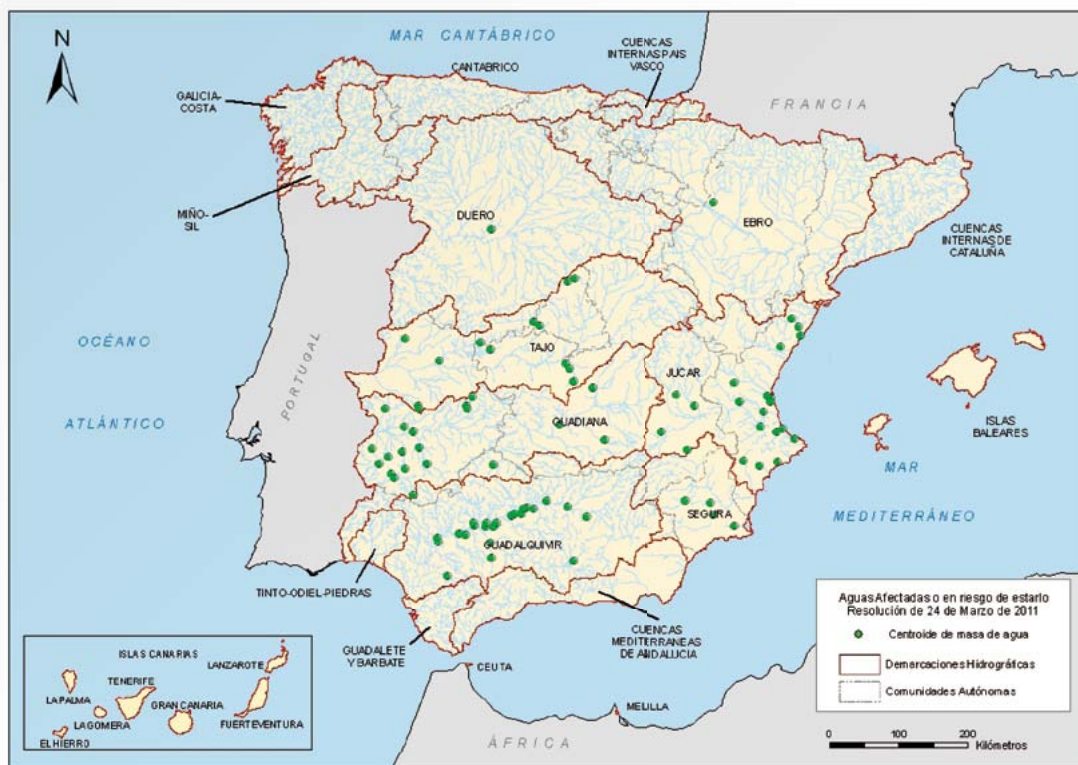 N
MAR CANTÁBRICO
CANTABRICO
CUENCAS
INTERNAS PAIS
VASCO
GALICIA-
COSTA
FRANCIA
MIÑO-
SIL
DUERO
EBRO
CUENCAS
INTERNAS DE
CATALUÑA
OCÉANO
ATLÁNTICO
PORTUGAL
TAJO
JUCAR
GUADIANA
ISLAS
BALEARES
MAR
MEDITERRÁNEO
SEGURA
GUADALQUIVIR
TINTO-ODIEL-PIEDRAS
GUADALETE
Y BARBATE
CUENCAS
MEDITERRANEAS
DE ANDALUCIA
CEUTA
MELILLA
ÁFRICA
ISLAS CANARIAS
LANZAROTE
TENERIFE
LA PALMA
GRAN CANARIA
LA GOMERA
FUERTEVENTURA
EL HIERRO
Aguas Afectadas o en riesgo de estarlo
Resolución de 24 de Marzo de 2011
Centroide de masa de agua
Demarcaciones Hidrográficas
Comunidades Autónomas
0 100 200
Kilómetros